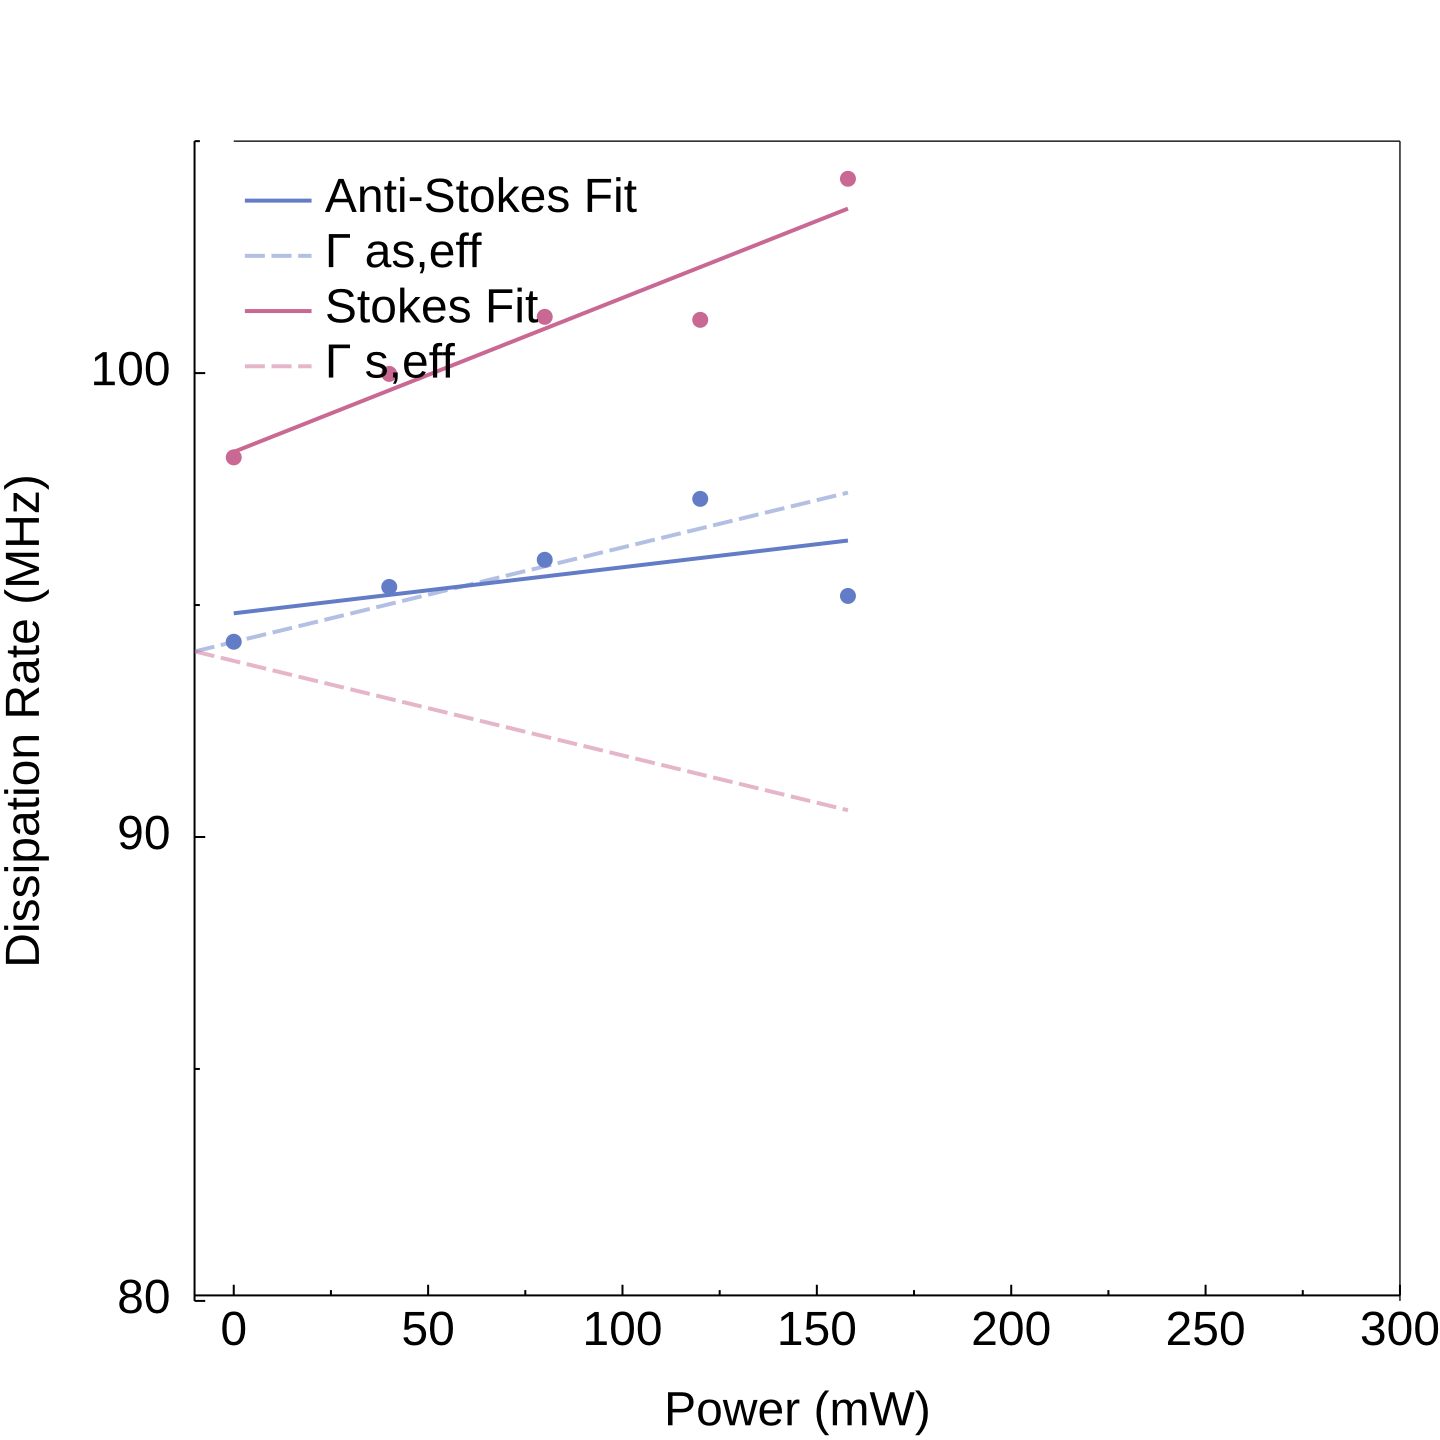 Anti-Stokes Fit
Γ as,eff
Stokes Fit
Γ s,eff
100
90
80
Dissipation Rate (MHz)
0 50 100 150 200 250 300
Power (mW)